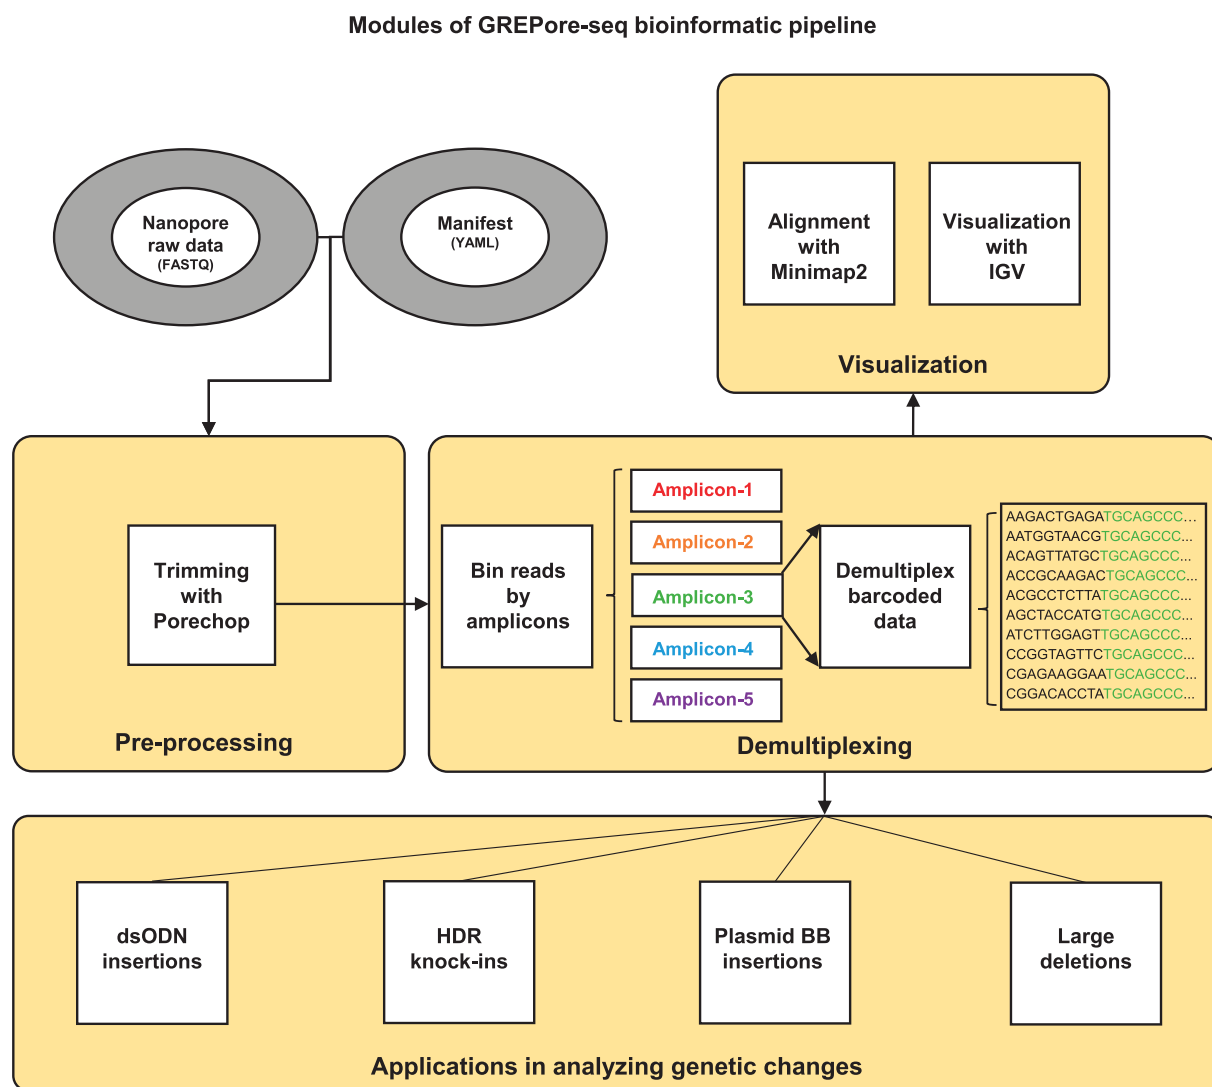 Modules of GREPore-seq bioinformatic pipeline
Nanopore
raw data
(FASTQ)
Manifest
(YAML)
Alignment
with
Minimap2
Visualization
with
IGV
Visualization
Trimming
with
Porechop
Pre-processing
Bin reads
by
amplicons
Amplicon-1
Amplicon-2
Amplicon-3
Amplicon-4
Amplicon-5
Demultiplex
barcoded
data
AAGACTGAGATGCAGCCC...
AATGGTAACGTGCAGCCC...
ACAGTTATGCTGCAGCCC...
ACCGCAAGACTGCAGCCC...
ACGCCTCTTATGCAGCCC...
AGCTACCATGTGCAGCCC...
ATCTTGGAGTTGCAGCCC...
CCGGTAGTTCTGCAGCCC...
CGAGAAGGAATGCAGCCC...
CGGACACCTATGCAGCCC...
Demultiplexing
dsODN
insertions
HDR
knock-ins
Plasmid BB
insertions
Large
deletions
Applications in analyzing genetic changes